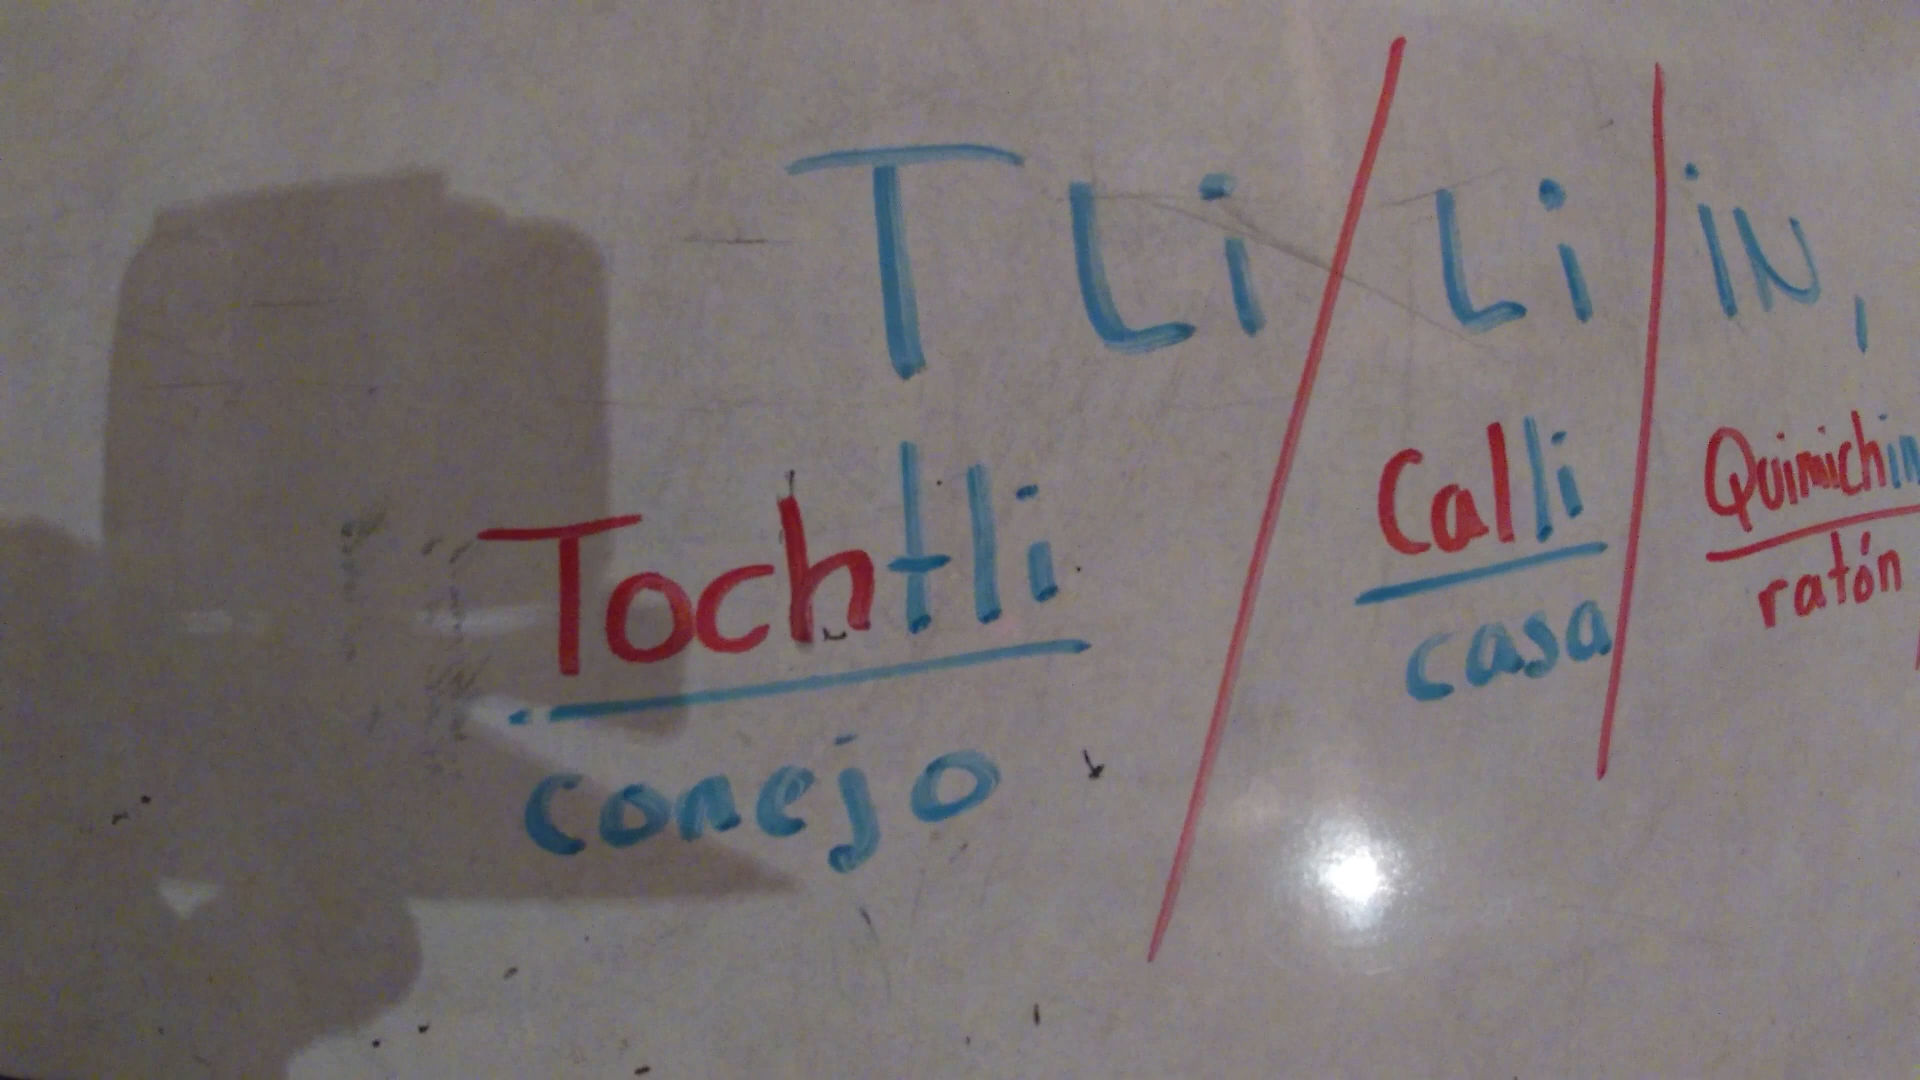 TLi / Li | iN,
Tochtli
conejo
Calli
casa
Quimichin
ratón